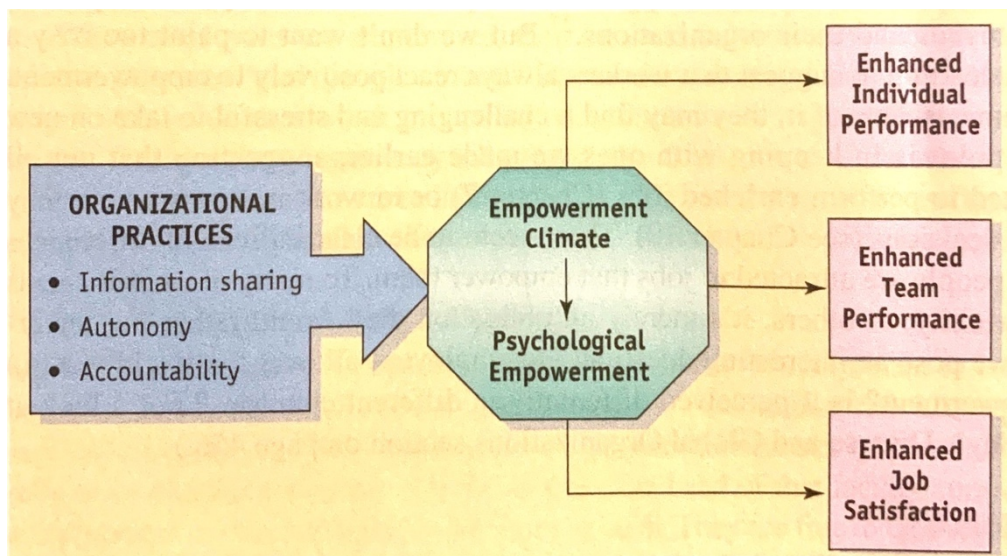 ORGANIZATIONAL
PRACTICES
• Information sharing
• Autonomy
• Accountability
Empowerment
Climate
Psychological
Empowerment
Enhanced
Individual
Performance
Enhanced
Team
Performance
Enhanced
Job
Satisfaction